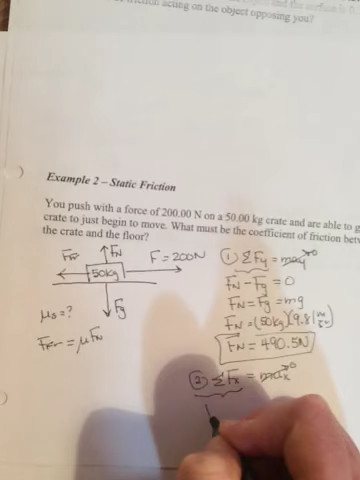 acting on the object opposing you?
Example 2 – Static Friction
You push with a force of 200.00 N on a 50.00 kg crate and are able to g
crate to just begin to move. What must be the coefficient of friction betw
the crate and the floor?
FN
F = 200N
50kg
Fg
μs = ?
= μFN
① ΣFy = may 0
FN - Fg = 0
FN = Fg = mg
FN = (50kg)(9.81 m/s²)
FN = 490.5N
② ΣFx = max 0